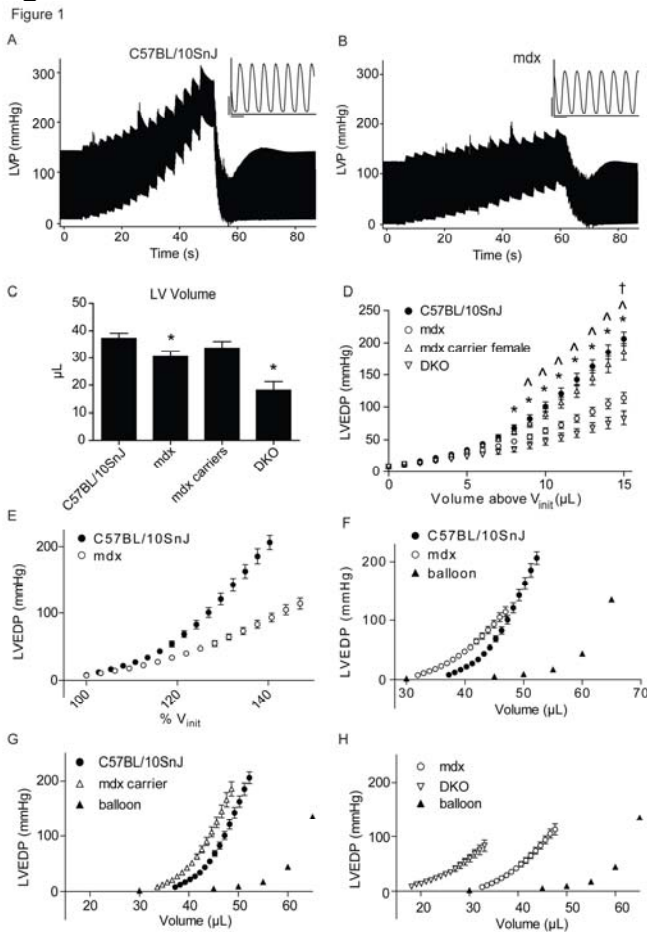 Figure 1
A
C57BL/10SnJ
LVP (mmHg)
300
200
100
0
0 20 40 60 80
Time (s)
B
mdx
LVP (mmHg)
300
200
100
0
0 20 40 60 80
Time (s)
C
LV Volume
µL
50
40
30
20
10
0
* *
C57BL/10SnJ
mdx
mdx carriers
DKO
D
C57BL/10SnJ
mdx
mdx carrier female
DKO
LVEDP (mmHg)
250
200
150
100
50
0
†
^ ^ ^ ^ ^ ^ ^
* * * * * * * *
0 5 10 15
Volume above Vinit (µL)
E
C57BL/10SnJ
mdx
LVEDP (mmHg)
200
100
0
100 120 140
% Vinit
F
C57BL/10SnJ
mdx
balloon
LVEDP (mmHg)
200
100
0
30 40 50 60 70
Volume (µL)
G
C57BL/10SnJ
mdx carrier
balloon
LVEDP (mmHg)
200
100
0
20 30 40 50 60
Volume (µL)
H
mdx
DKO
balloon
LVEDP (mmHg)
200
100
0
20 30 40 50 60
Volume (µL)